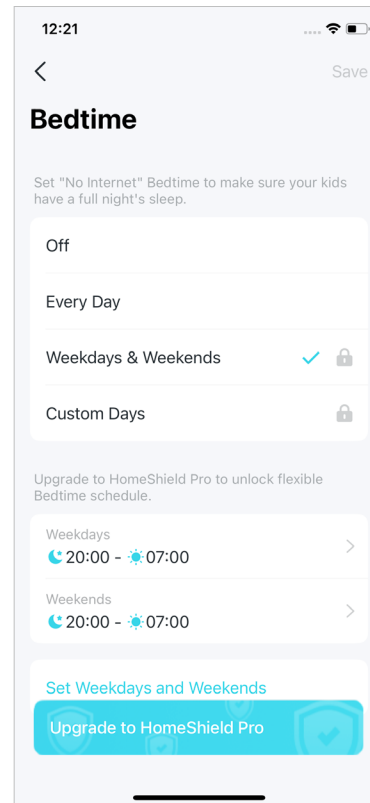 12:21
Save
Bedtime
Set "No Internet" Bedtime to make sure your kids
have a full night's sleep.
Off
Every Day
Weekdays & Weekends
Custom Days
Upgrade to HomeShield Pro to unlock flexible
Bedtime schedule.
Weekdays
20:00 - 07:00
Weekends
20:00 - 07:00
Set Weekdays and Weekends
Upgrade to HomeShield Pro